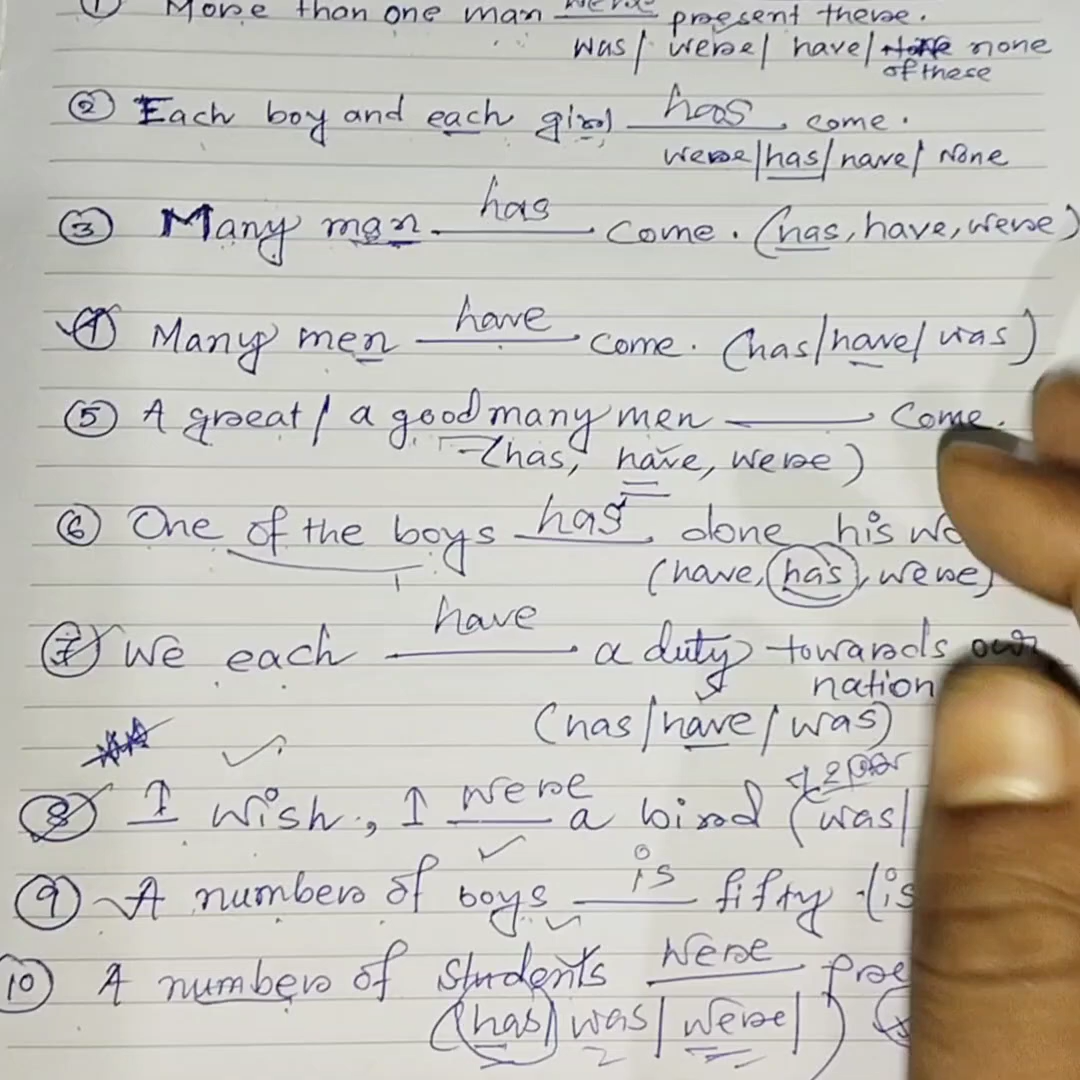 ① More than one man were present there.
was/ were/ have/ none
of these
② Each boy and each girl has come.
were/has/have/ None
③ Many man has come. (has, have, were)
④ Many men have come. (has/have/ was)
⑤ A great/ a good many men ______ come.
(has, have, were)
⑥ One of the boys has done his
(have, has, were)
⑦ We each have a duty towards our
nation
(has/have/was)
⑧ I wish, I were a bird (was/
⑨ A number of boys is fifty. (is
⑩ A number of students were
(has/ was/ were/ )